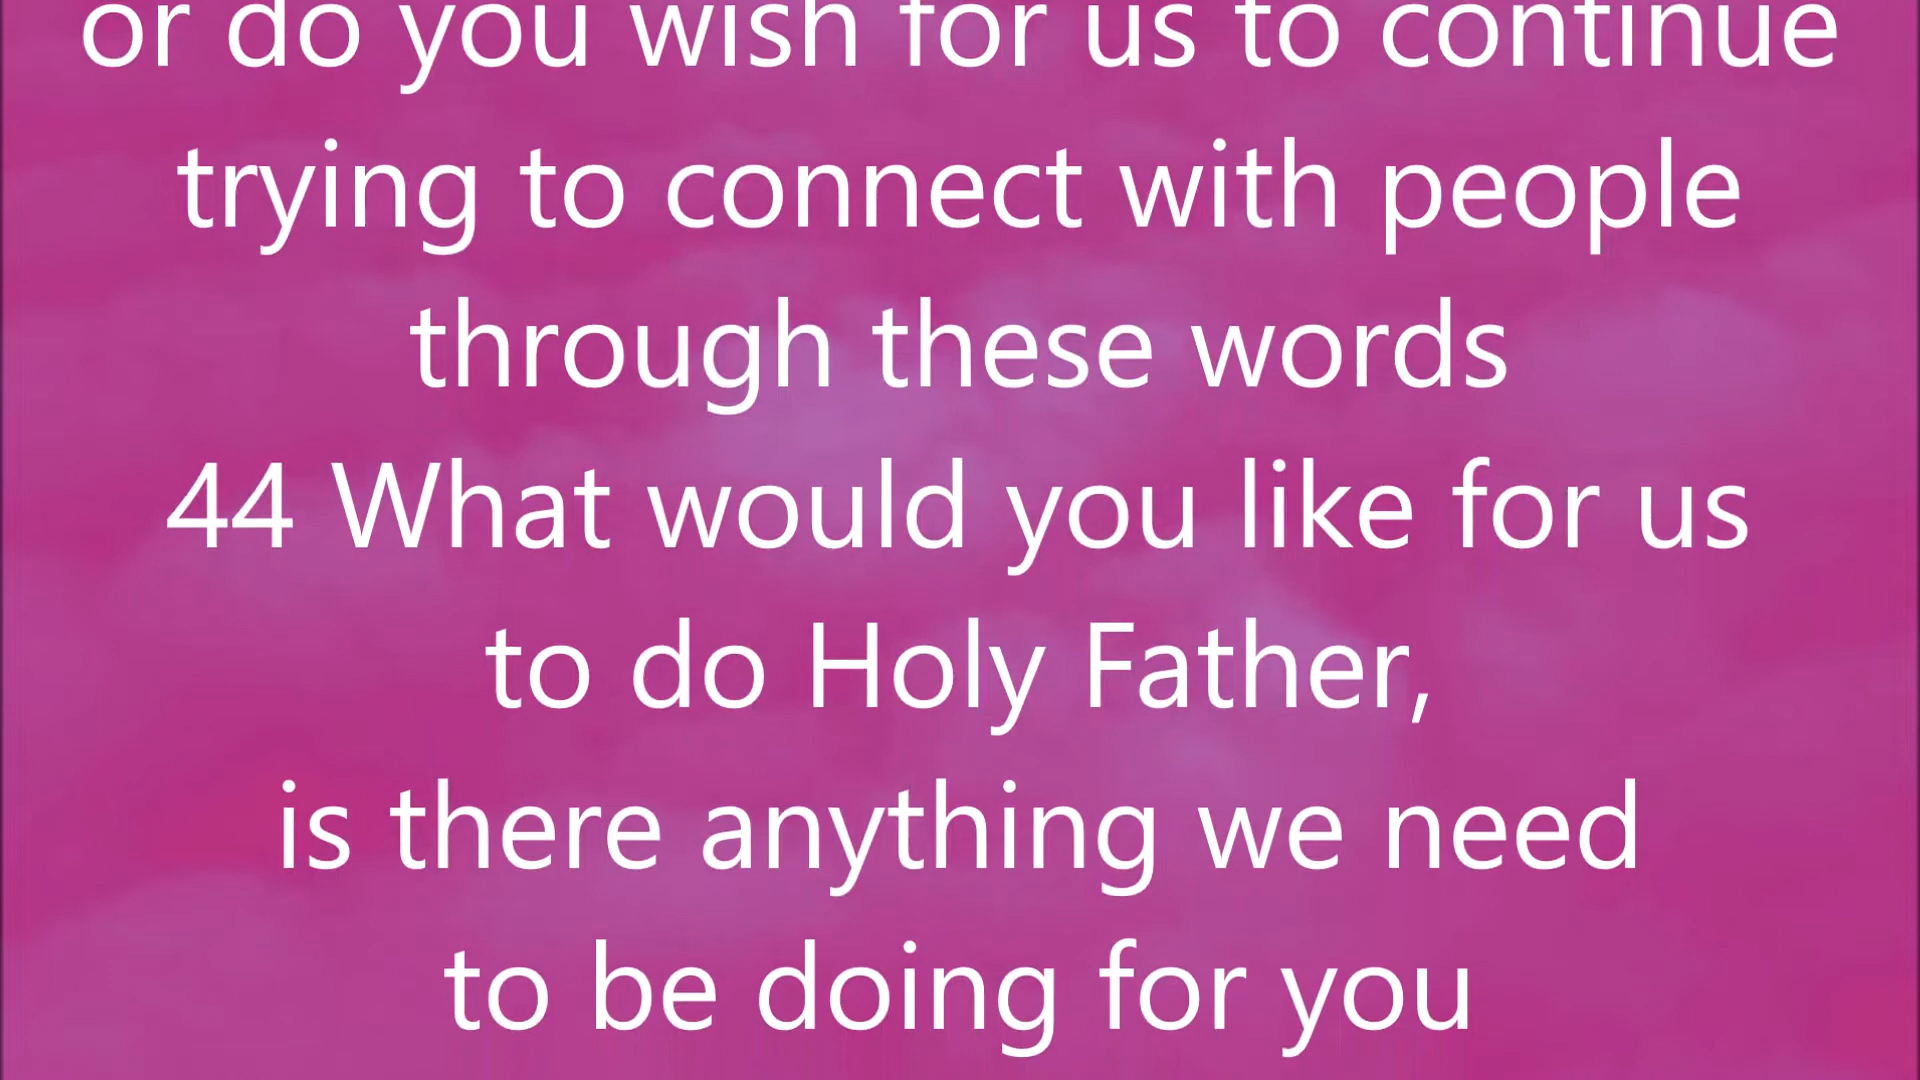 or do you wish for us to continue
trying to connect with people
through these words
44 What would you like for us
to do Holy Father,
is there anything we need
to be doing for you